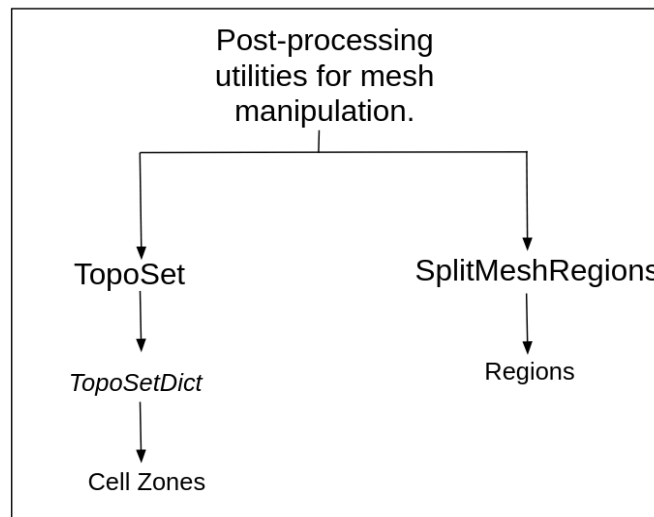 Post-processing
utilities for mesh
manipulation.
TopoSet
SplitMeshRegions
TopoSetDict
Regions
Cell Zones